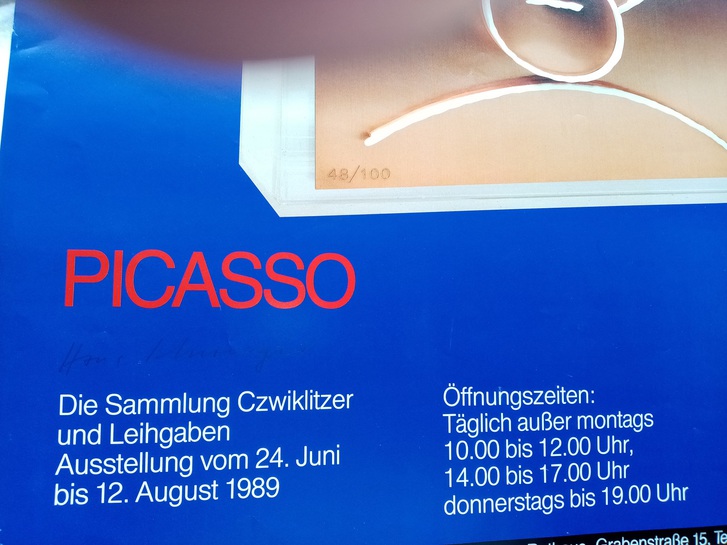 48/100
PICASSO
Die Sammlung Czwiklitzer
und Leihgaben
Ausstellung vom 24. Juni
bis 12. August 1989
Öffnungszeiten:
Täglich außer montags
10.00 bis 12.00 Uhr,
14.00 bis 17.00 Uhr
donnerstags bis 19.00 Uhr
Grabenstraße 15,